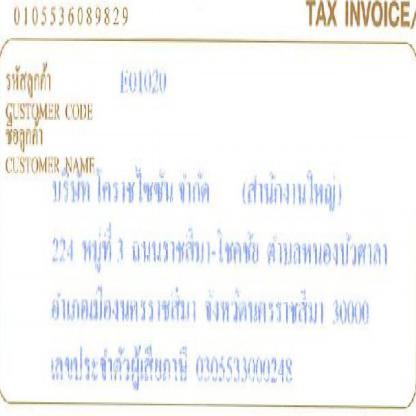 0105536089829 TAX INVOICE/
รหัสลูกค้า E01020
CUSTOMER CODE
ชื่อลูกค้า
CUSTOMER NAME
บริษัท โคราชไซซัน จำกัด (สำนักงานใหญ่)
224 หมู่ที่ 3 ถนนราชสีมา-โชคชัย ตำบลหนองบัวศาลา
อำเภอเมืองนครราชสีมา จังหวัดนครราชสีมา 30000
เลขประจำตัวผู้เสียภาษี 0305533000248